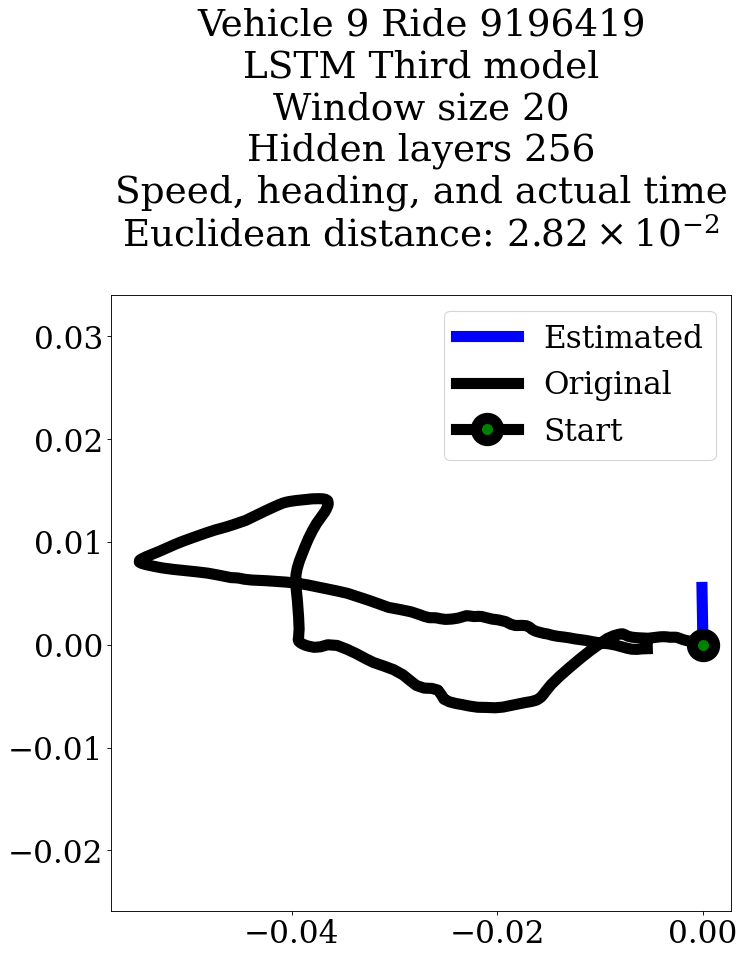 Vehicle 9 Ride 9196419
LSTM Third model
Window size 20
Hidden layers 256
Speed, heading, and actual time
Euclidean distance: 2.82 × 10⁻²
Estimated
Original
Start
0.03
0.02
0.01
0.00
−0.01
−0.02
−0.04
−0.02
0.00